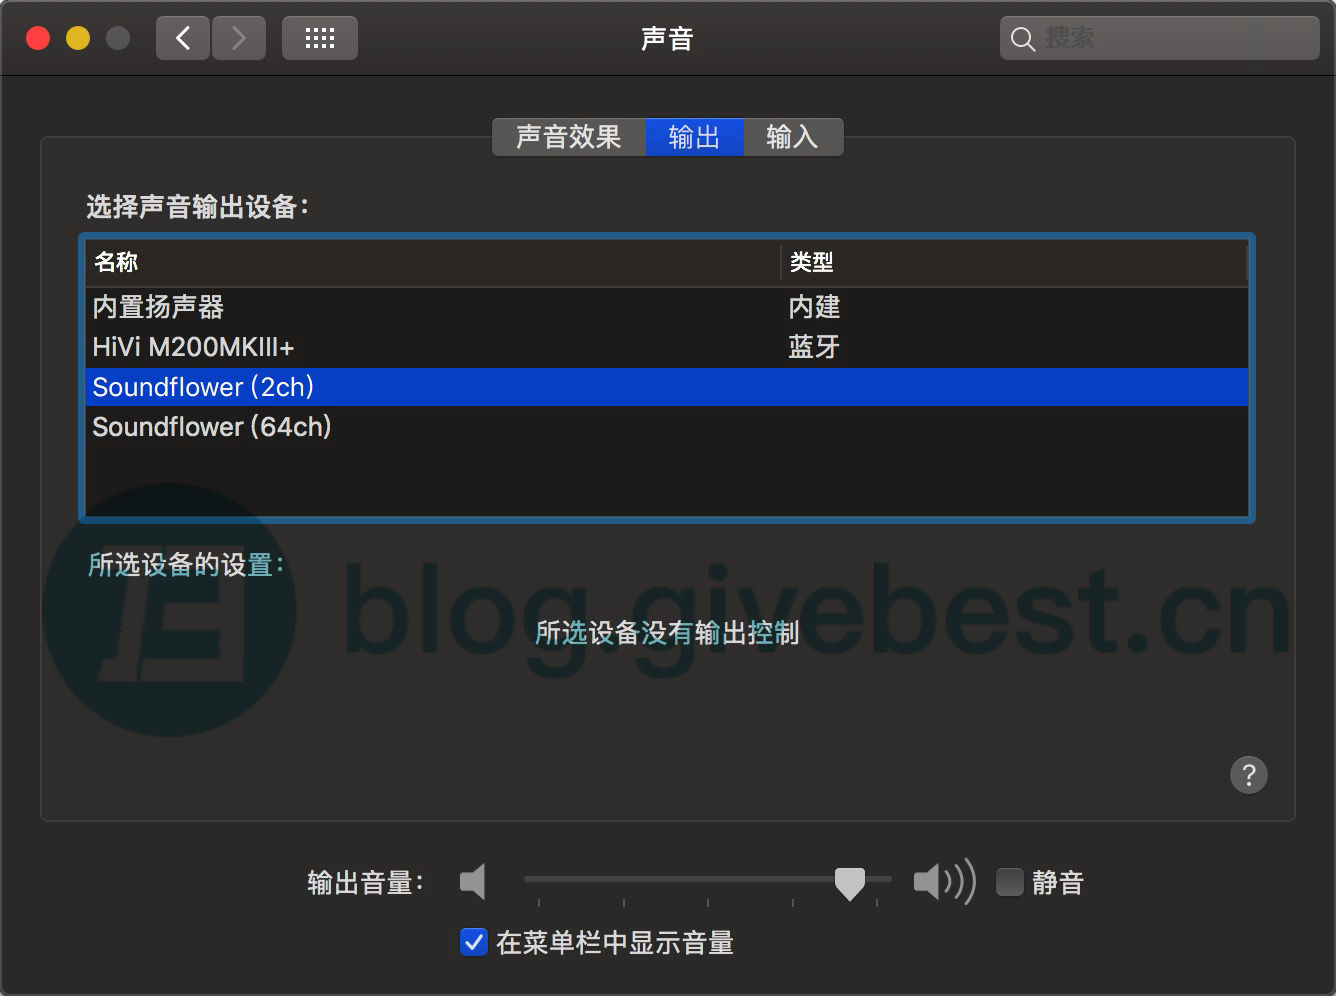 声音
搜索
声音效果 输出 输入
选择声音输出设备：
名称 类型
内置扬声器 内建
HiVi M200MKIII+ 蓝牙
Soundflower (2ch)
Soundflower (64ch)
所选设备的设置：
blog.givebest.cn
所选设备没有输出控制
?
输出音量： 静音
在菜单栏中显示音量